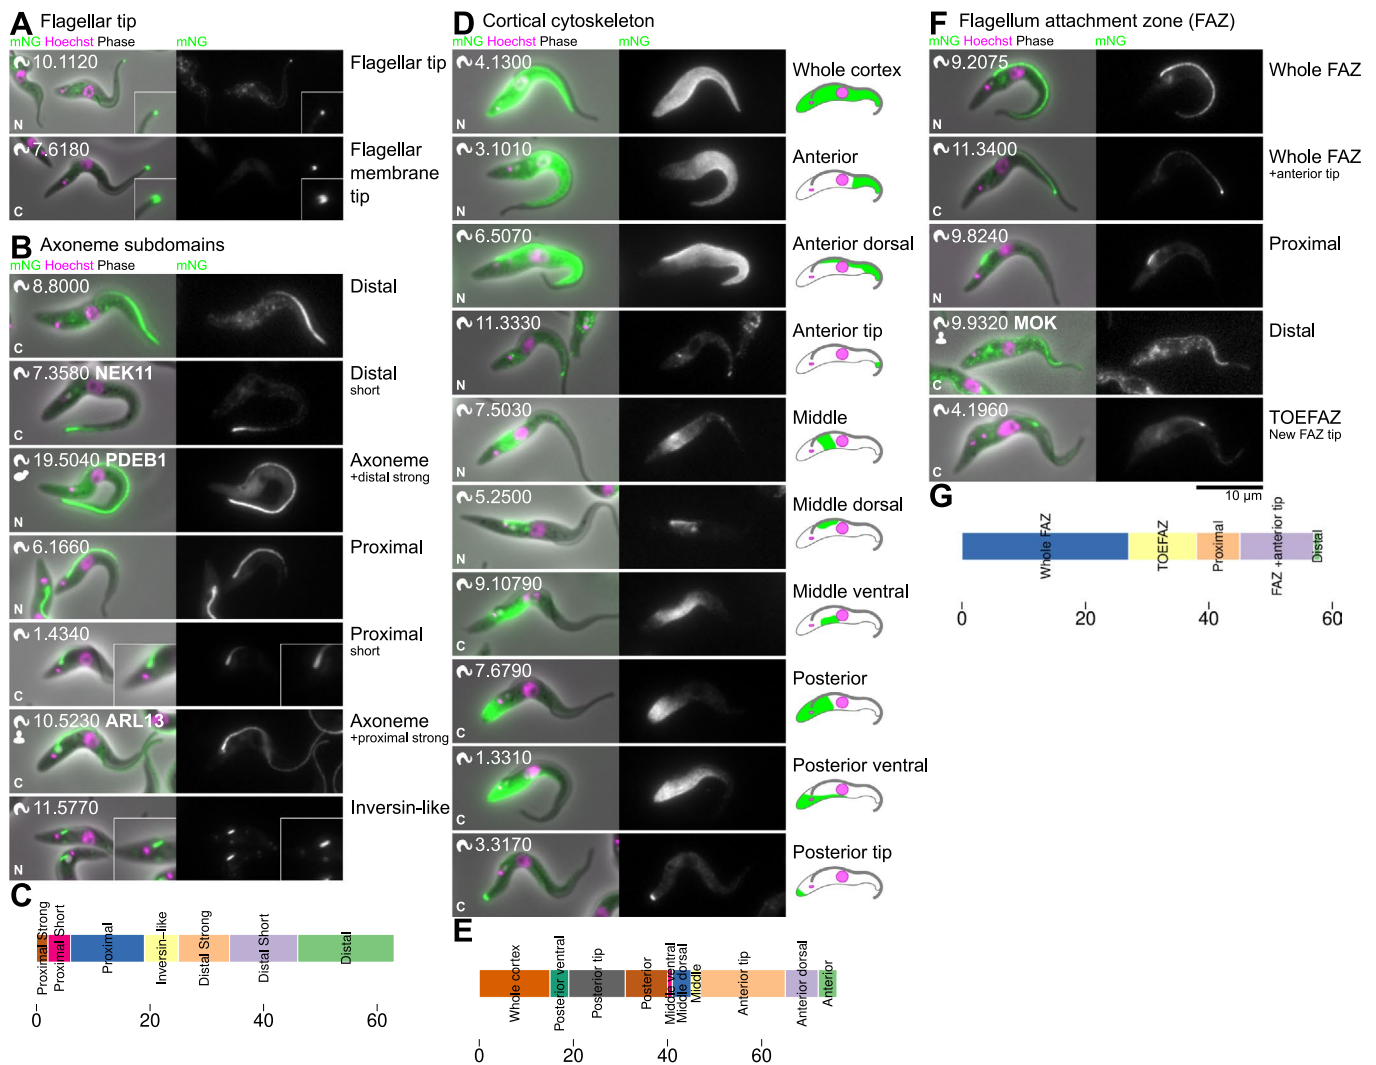 A Flagellar tip
mNG Hoechst Phase mNG
10.1120
N
Flagellar tip
7.6180
C
Flagellar
membrane
tip
B Axoneme subdomains
mNG Hoechst Phase mNG
8.8000
C
Distal
7.3580 NEK11
C
Distal
short
19.5040 PDEB1
N
Axoneme
+distal strong
6.1660
N
Proximal
1.4340
C
Proximal
short
10.5230 ARL13
C
Axoneme
+proximal strong
11.5770
N
Inversin-like
C
Proximal Strong
Proximal Short
Proximal
Inversin-like
Distal Strong
Distal Short
Distal
0 20 40 60
D Cortical cytoskeleton
mNG Hoechst Phase mNG
4.1300
N
Whole cortex
3.1010
N
Anterior
6.5070
N
Anterior dorsal
11.3330
N
Anterior tip
7.5030
N
Middle
5.2500
N
Middle dorsal
9.10790
C
Middle ventral
7.6790
C
Posterior
1.3310
C
Posterior ventral
3.3170
C
Posterior tip
E
Whole cortex
Posterior ventral
Posterior tip
Posterior
Middle ventral
Middle dorsal
Middle
Anterior tip
Anterior dorsal
Anterior
0 20 40 60
F Flagellum attachment zone (FAZ)
mNG Hoechst Phase mNG
9.2075
N
Whole FAZ
11.3400
C
Whole FAZ
+anterior tip
9.8240
N
Proximal
9.9320 MOK
C
Distal
4.1960
C
TOEFAZ
New FAZ tip
10 µm
G
Whole FAZ
TOEFAZ
Proximal
FAZ +anterior tip
Distal
0 20 40 60